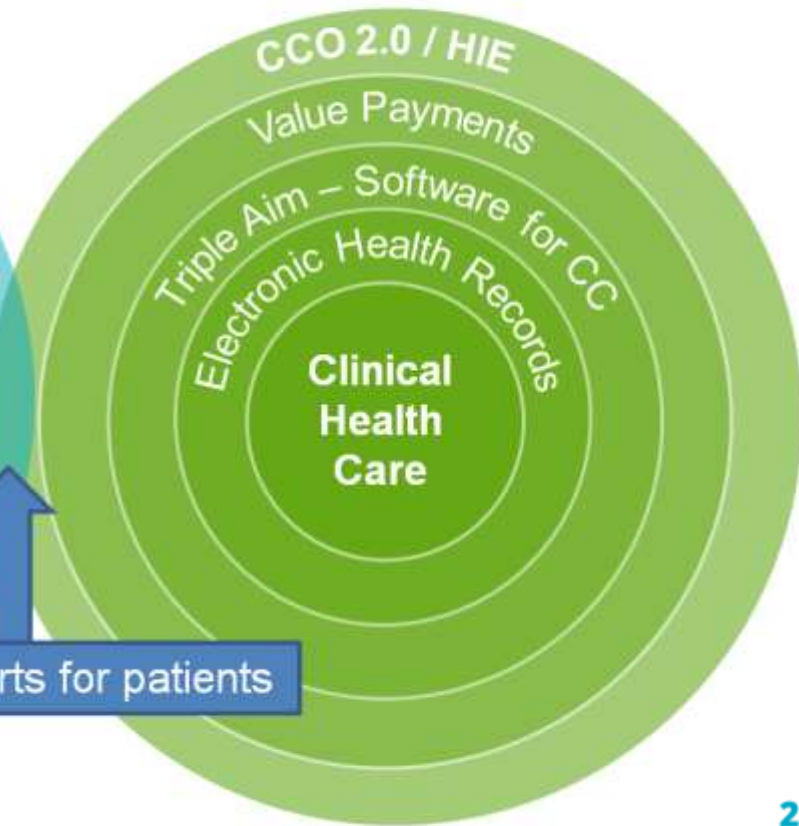 CCO 2.0 / HIE
Value Payments
Triple Aim – Software for CC
Electronic Health Records
Clinical
Health
Care
rts for patients
2